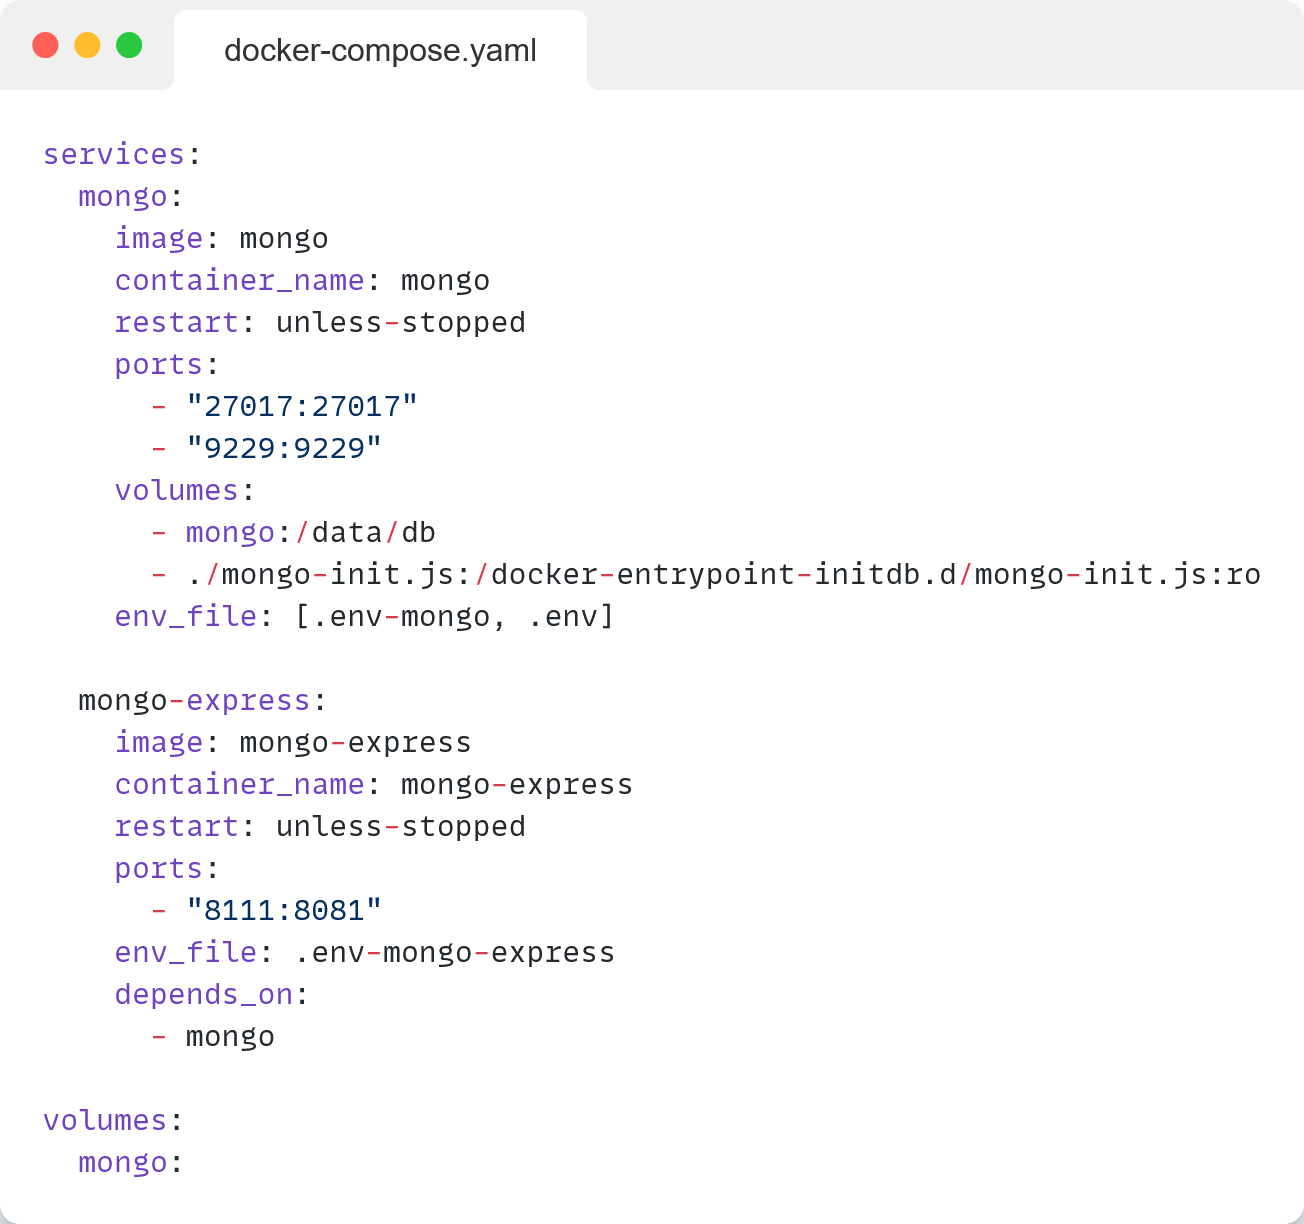 docker-compose.yaml
services:
  mongo:
    image: mongo
    container_name: mongo
    restart: unless-stopped
    ports:
      - "27017:27017"
      - "9229:9229"
    volumes:
      - mongo:/data/db
      - ./mongo-init.js:/docker-entrypoint-initdb.d/mongo-init.js:ro
    env_file: [.env-mongo, .env]

  mongo-express:
    image: mongo-express
    container_name: mongo-express
    restart: unless-stopped
    ports:
      - "8111:8081"
    env_file: .env-mongo-express
    depends_on:
      - mongo

volumes:
  mongo: